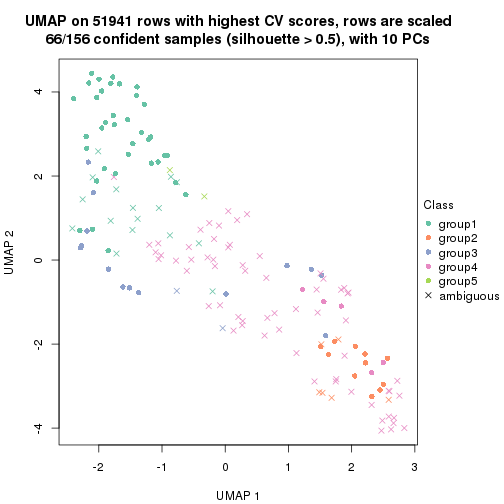 UMAP on 51941 rows with highest CV scores, rows are scaled
66/156 confident samples (silhouette > 0.5), with 10 PCs
UMAP 2
4
2
0
-2
-4
-2
-1
0
1
2
3
UMAP 1
Class
group1
group2
group3
group4
group5
ambiguous